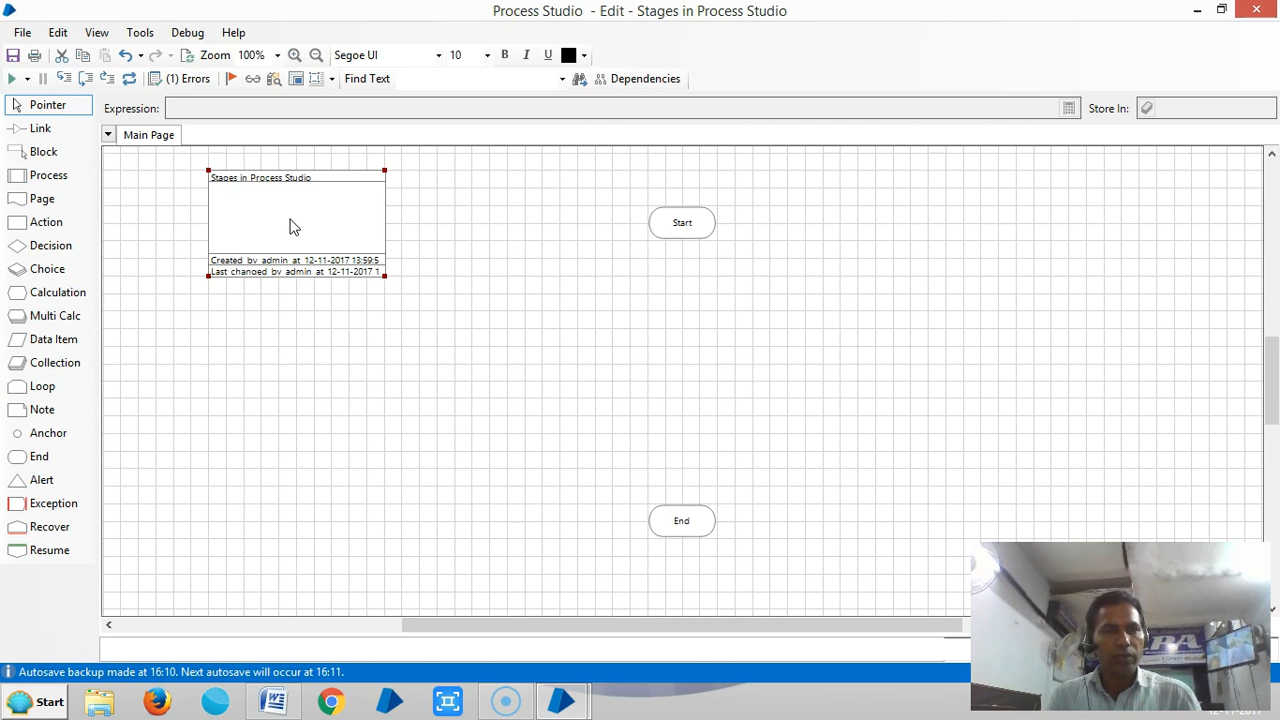 Process Studio - Edit - Stages in Process Studio
File Edit View Tools Debug Help
Zoom 100% Segoe UI 10 B I U
(1) Errors Find Text Dependencies
Pointer
Expression: Store In:
Link
Main Page
Block
Process
Page
Action
Decision
Choice
Calculation
Multi Calc
Data Item
Collection
Loop
Note
Anchor
End
Alert
Exception
Recover
Resume
Stages in Process Studio
Created by admin at 12-11-2017 13:59:5
Last changed by admin at 12-11-2017 1
Start
End
Autosave backup made at 16:10. Next autosave will occur at 16:11.
Start